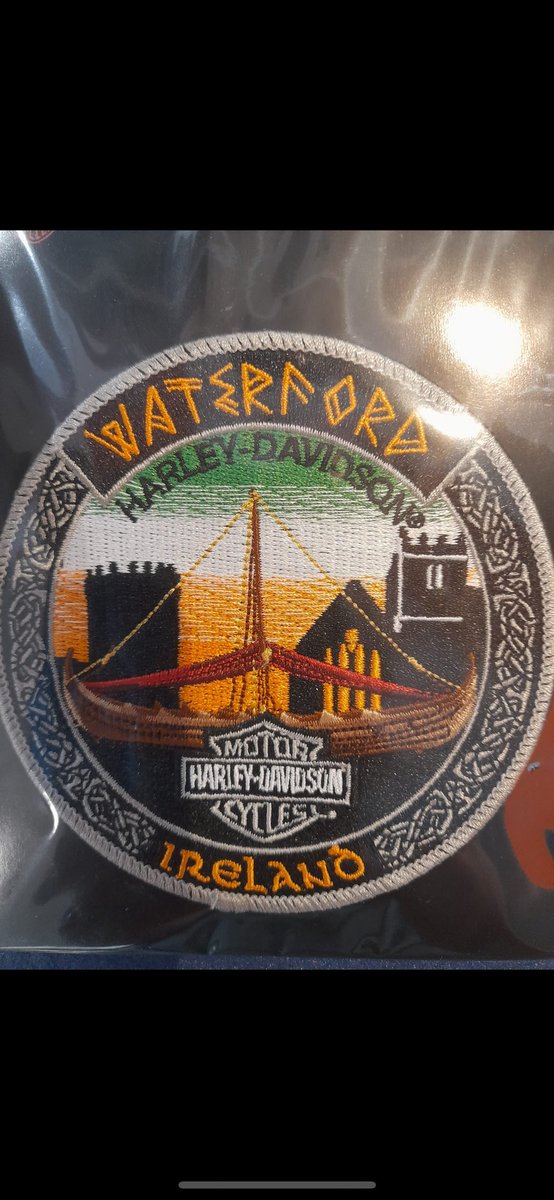 WATERFORD
HARLEY-DAVIDSON®
MOTOR
HARLEY-DAVIDSON
CYCLES
IRELAND